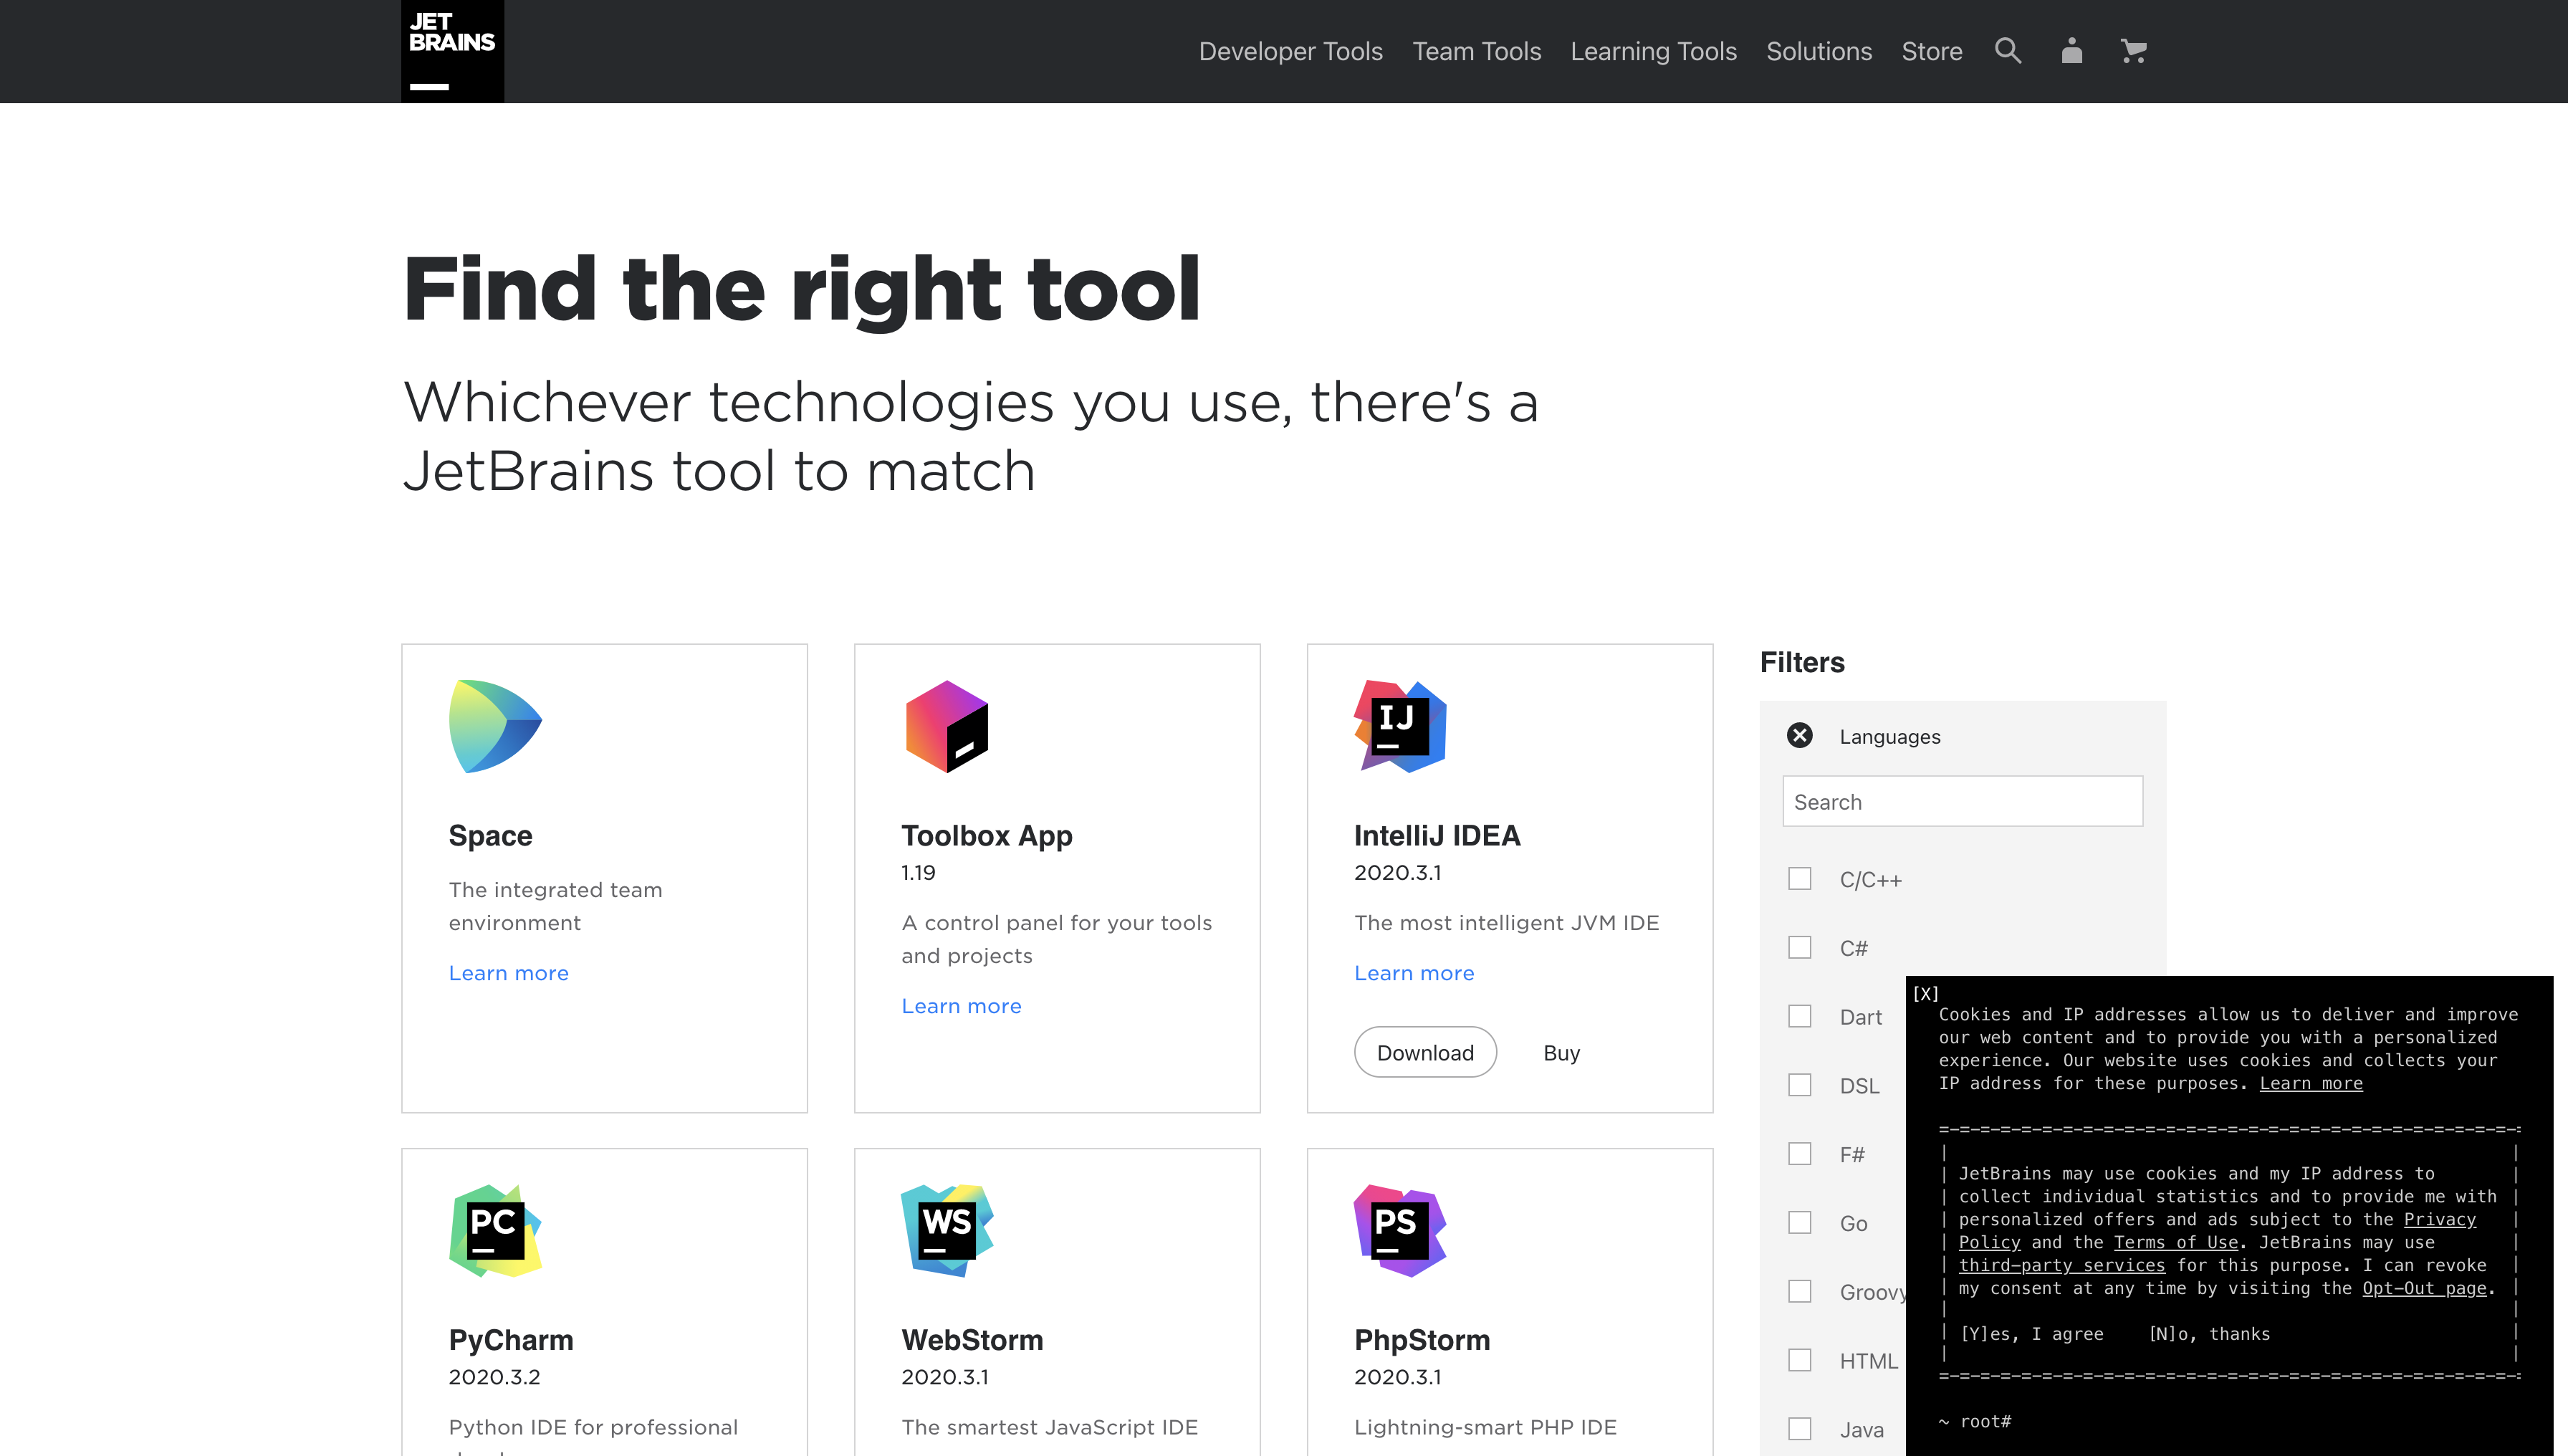 JET
BRAINS
Developer Tools
Team Tools
Learning Tools
Solutions
Store
Find the right tool
Whichever technologies you use, there's a
JetBrains tool to match
Space
The integrated team
environment
Learn more
Toolbox App
1.19
A control panel for your tools
and projects
Learn more
IJ
IntelliJ IDEA
2020.3.1
The most intelligent JVM IDE
Learn more
Download
Buy
PC
PyCharm
2020.3.2
Python IDE for professional
WS
WebStorm
2020.3.1
The smartest JavaScript IDE
PS
PhpStorm
2020.3.1
Lightning-smart PHP IDE
Filters
Languages
Search
C/C++
C#
Dart
DSL
F#
Go
Groovy
HTML
Java
[X]
Cookies and IP addresses allow us to deliver and improve
our web content and to provide you with a personalized
experience. Our website uses cookies and collects your
IP address for these purposes. Learn more
JetBrains may use cookies and my IP address to
collect individual statistics and to provide me with
personalized offers and ads subject to the Privacy
Policy and the Terms of Use. JetBrains may use
third-party services for this purpose. I can revoke
my consent at any time by visiting the Opt-Out page.
[Y]es, I agree
[N]o, thanks
~ root#